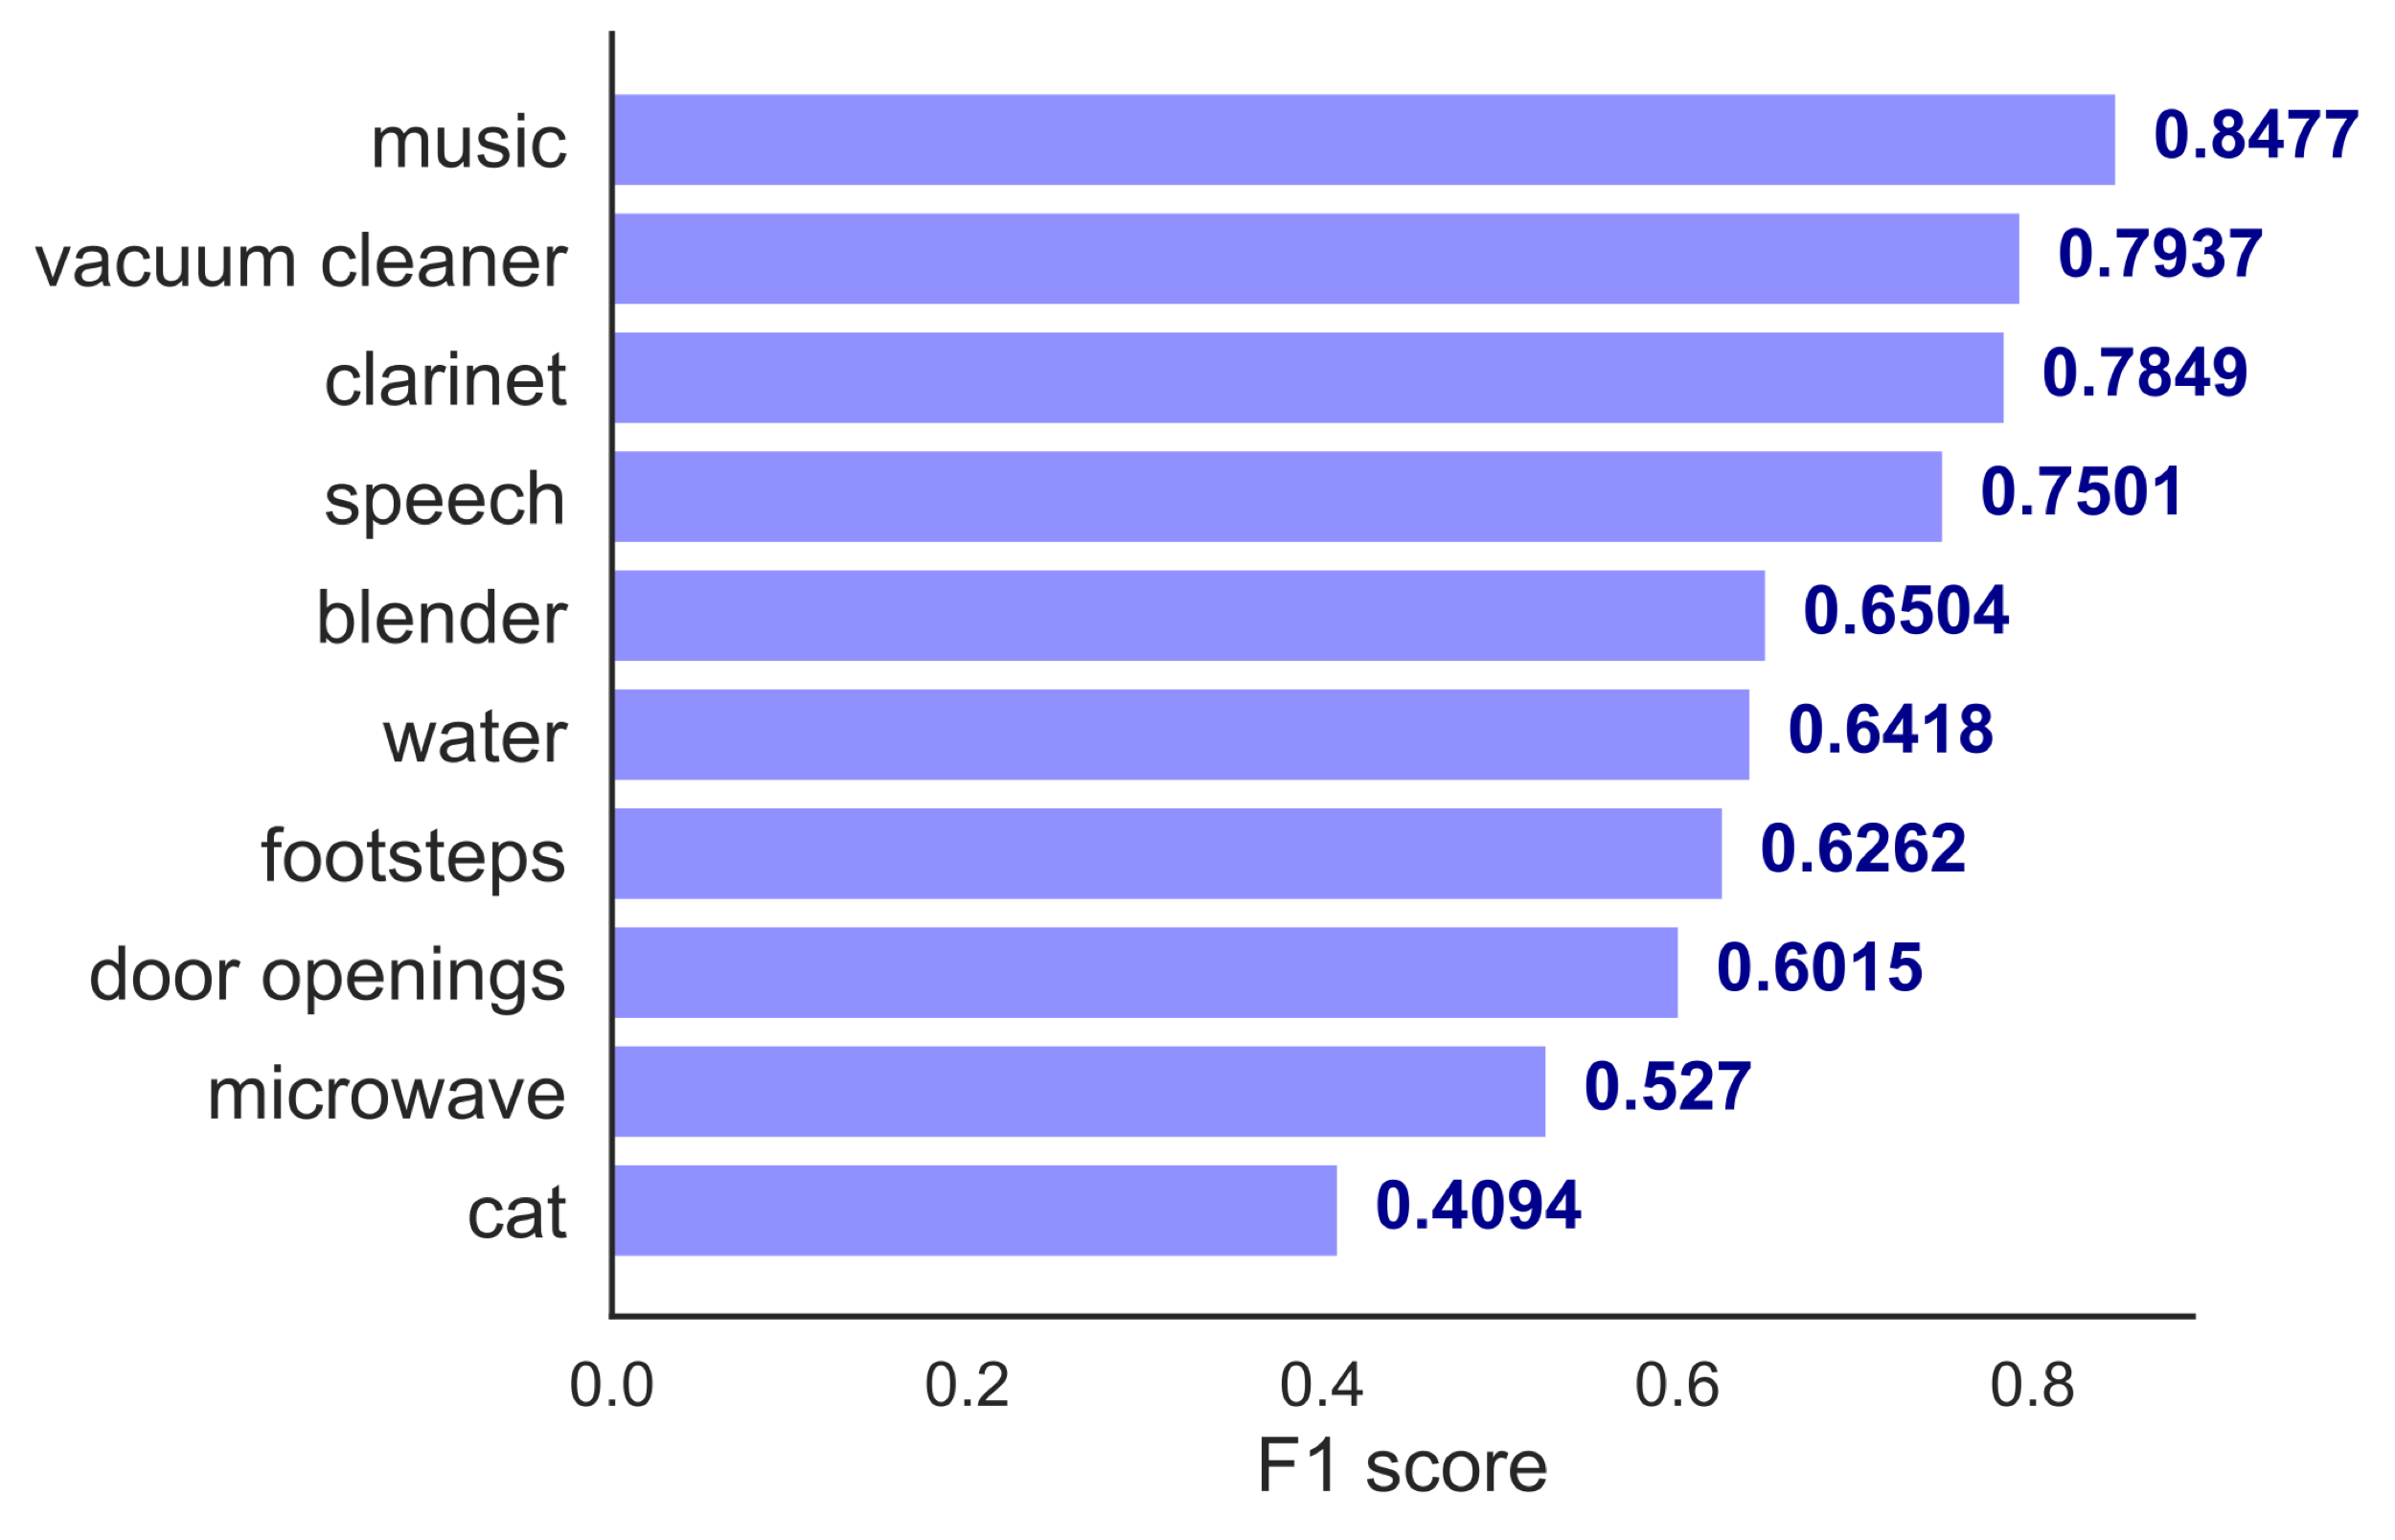 music 0.8477
vacuum cleaner 0.7937
clarinet 0.7849
speech 0.7501
blender 0.6504
water 0.6418
footsteps 0.6262
door openings 0.6015
microwave 0.527
cat 0.4094
0.0 0.2 0.4 0.6 0.8
F1 score